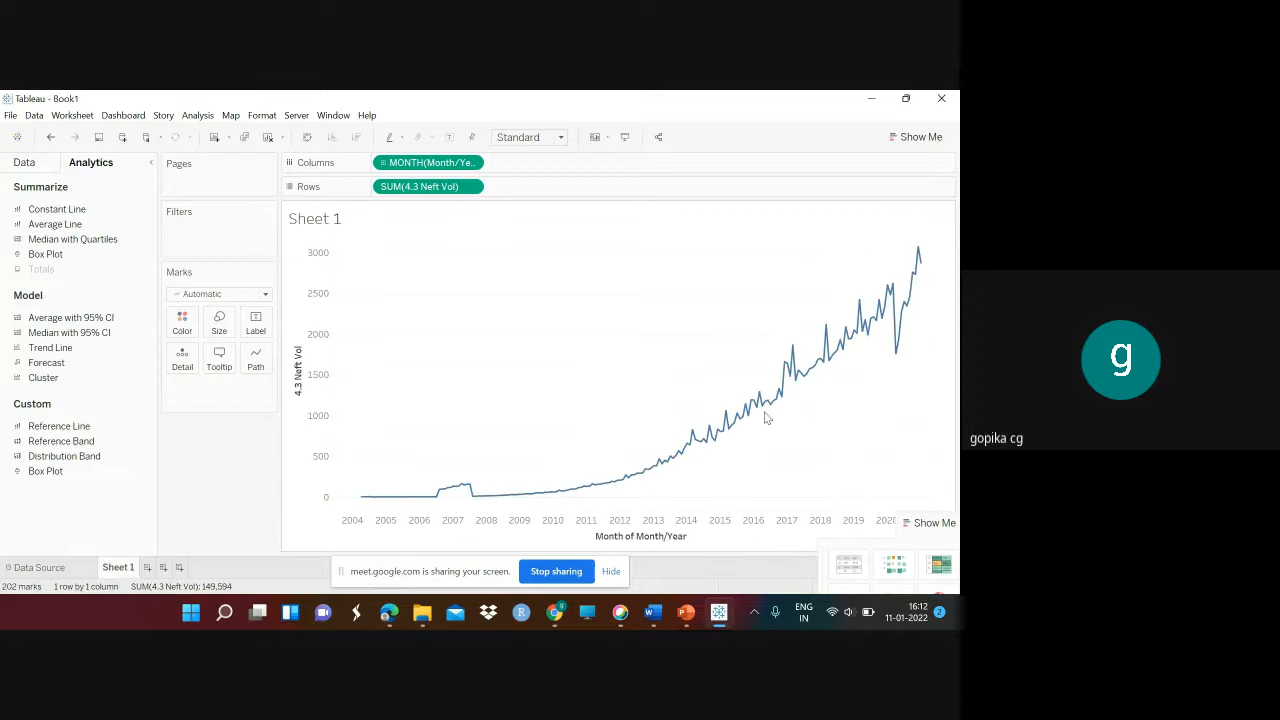 Tableau - Book1
File Data Worksheet Dashboard Story Analysis Map Format Server Window Help
Standard
Show Me
Data Analytics
Pages
Columns MONTH(Month/Ye..
Rows SUM(4.3 Neft Vol)
Summarize
Constant Line
Average Line
Median with Quartiles
Box Plot
Totals
Model
Average with 95% CI
Median with 95% CI
Trend Line
Forecast
Cluster
Custom
Reference Line
Reference Band
Distribution Band
Box Plot
Filters
Marks
Automatic
Color Size Label
Detail Tooltip Path
Sheet 1
3000
2500
2000
1500
1000
500
0
4.3 Neft Vol
2004 2005 2006 2007 2008 2009 2010 2011 2012 2013 2014 2015 2016 2017 2018 2019 2020
Month of Month/Year
Show Me
Data Source Sheet 1
meet.google.com is sharing your screen. Stop sharing Hide
202 marks 1 row by 1 column SUM(4.3 Neft Vol): 149,594
ENG
IN
16:12
11-01-2022
2
g
gopika cg